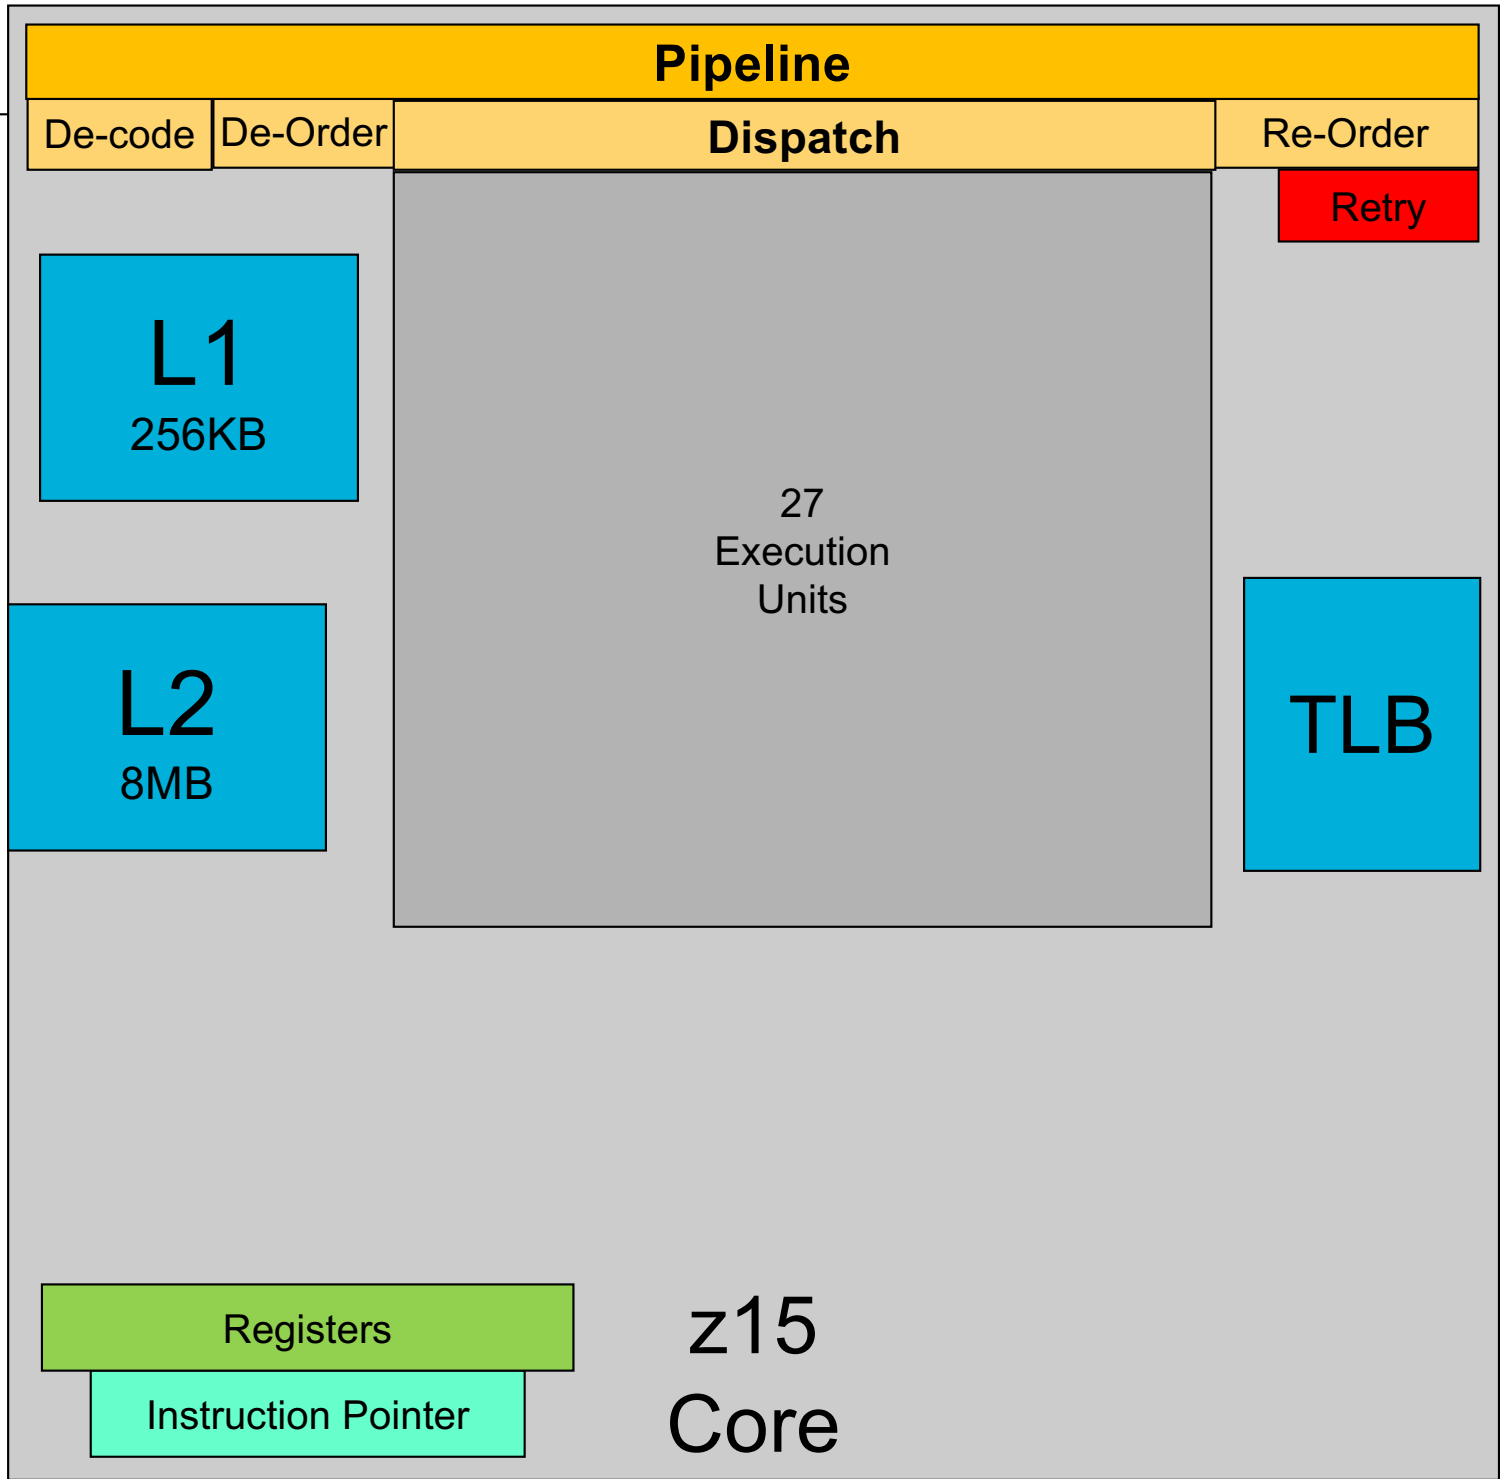 Pipeline
De-code
De-Order
Dispatch
Re-Order
Retry
L1
256KB
27
Execution
Units
L2
8MB
TLB
Registers
Instruction Pointer
z15
Core